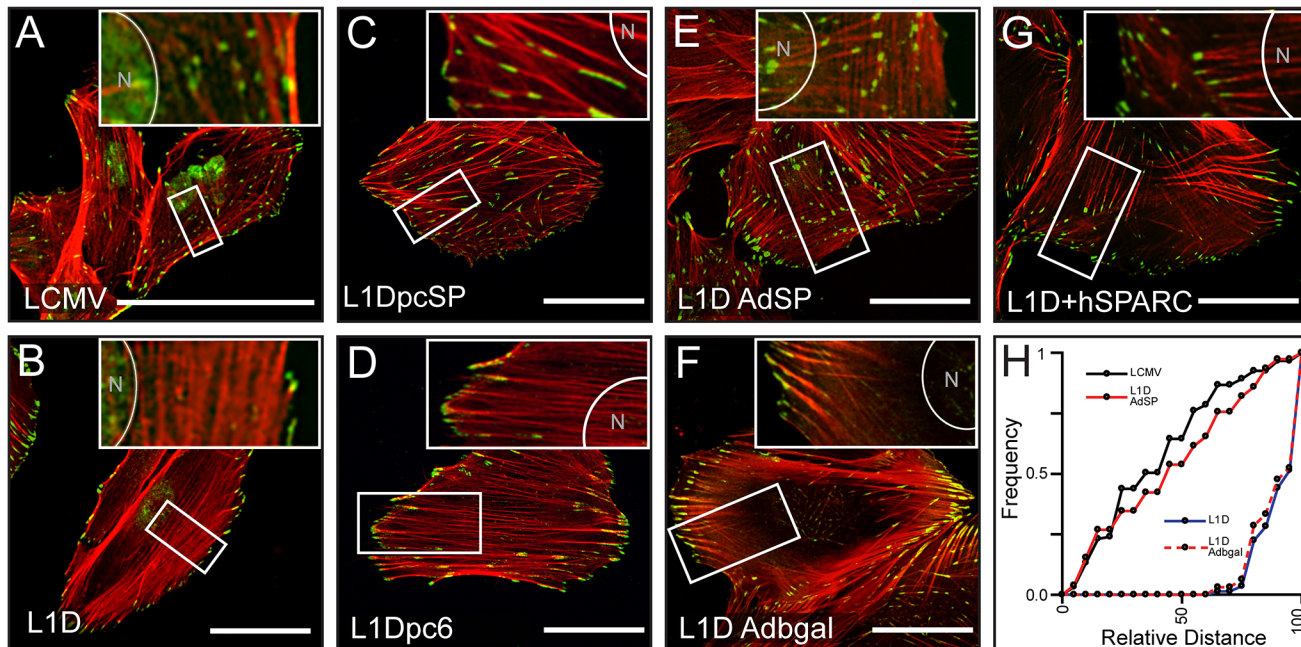 A
N
LCMV
B
N
L1D
C
N
L1DpcSP
D
N
L1Dpc6
E
N
L1D AdSP
F
N
L1D Adbgal
G
N
L1D+hSPARC
H
1
0.5
0.0
Frequency
LCMV
L1D
AdSP
L1D
L1D
Adbgal
0
50
100
Relative Distance